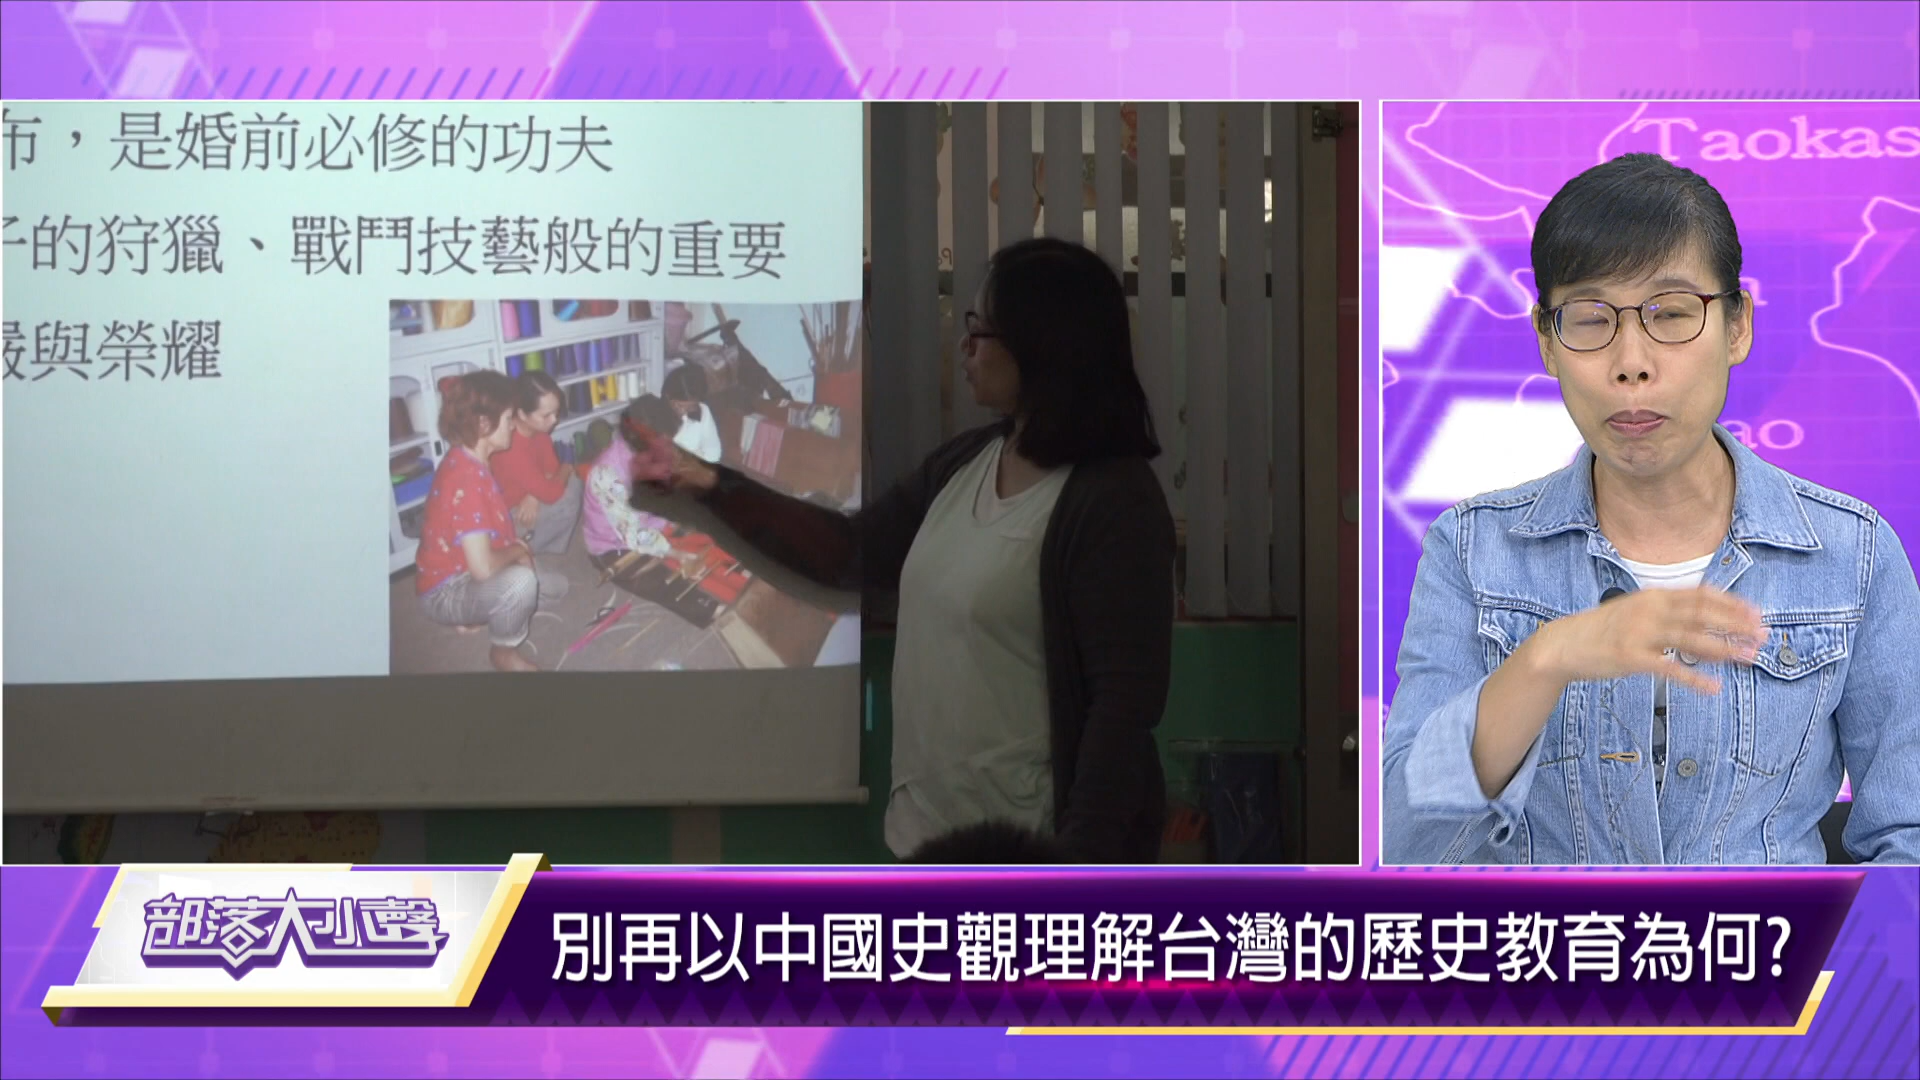 布，是婚前必修的功夫
子的狩獵、戰鬥技藝般的重要
嚴與榮耀
Taokas
ao
部落大小聲
別再以中國史觀理解台灣的歷史教育為何?